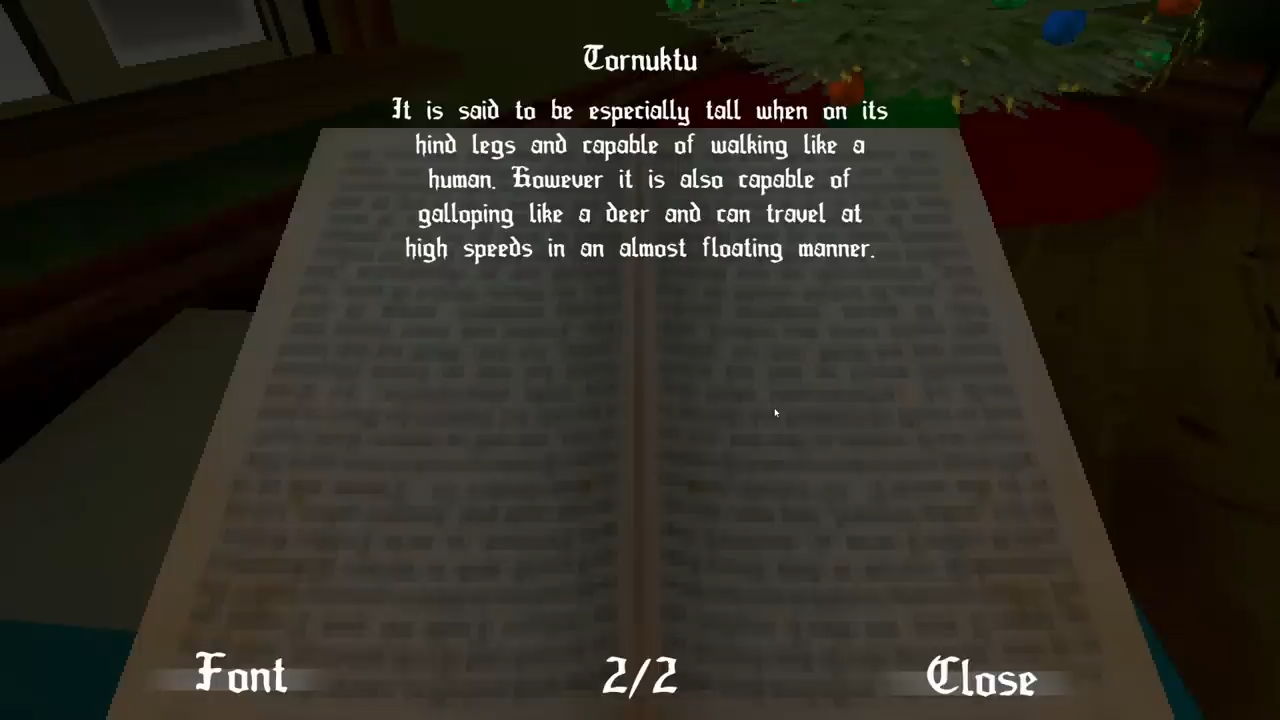 Tornuktu
It is said to be especially tall when on its
hind legs and capable of walking like a
human. However it is also capable of
galloping like a deer and can travel at
high speeds in an almost floating manner.
Font
2/2
Close